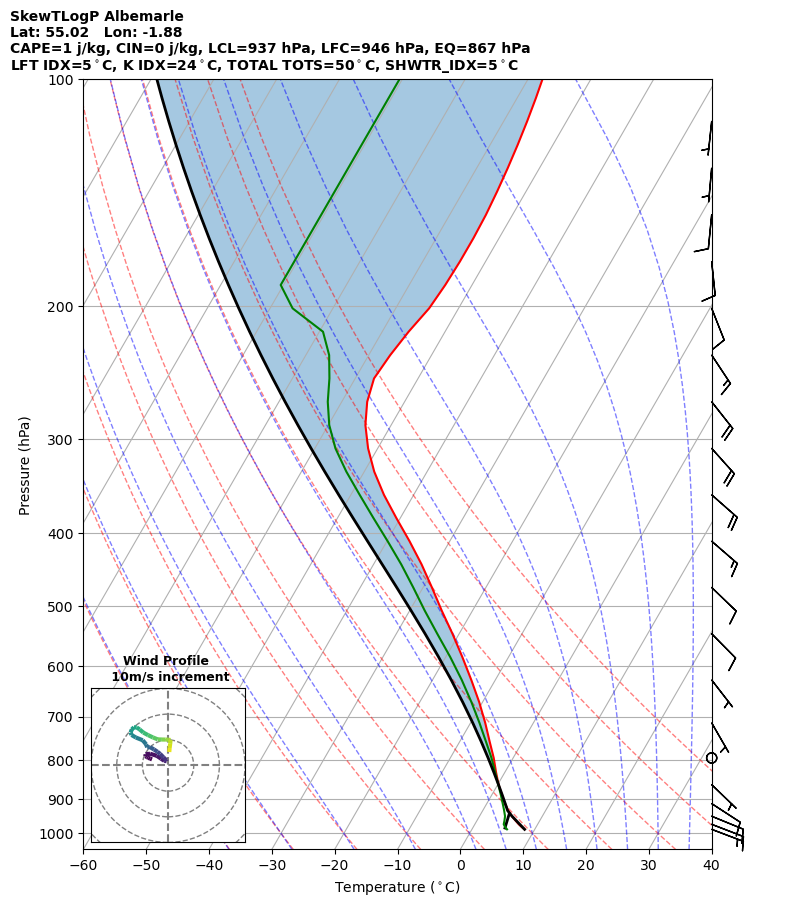 SkewTLogP Albemarle
Lat: 55.02   Lon: -1.88
CAPE=1 j/kg, CIN=0 j/kg, LCL=937 hPa, LFC=946 hPa, EQ=867 hPa
LFT IDX=5°C, K IDX=24°C, TOTAL TOTS=50°C, SHWTR_IDX=5°C
100
200
300
400
500
600
700
800
900
1000
Pressure (hPa)
Wind Profile
10m/s increment
−60 −50 −40 −30 −20 −10 0 10 20 30 40
Temperature (°C)